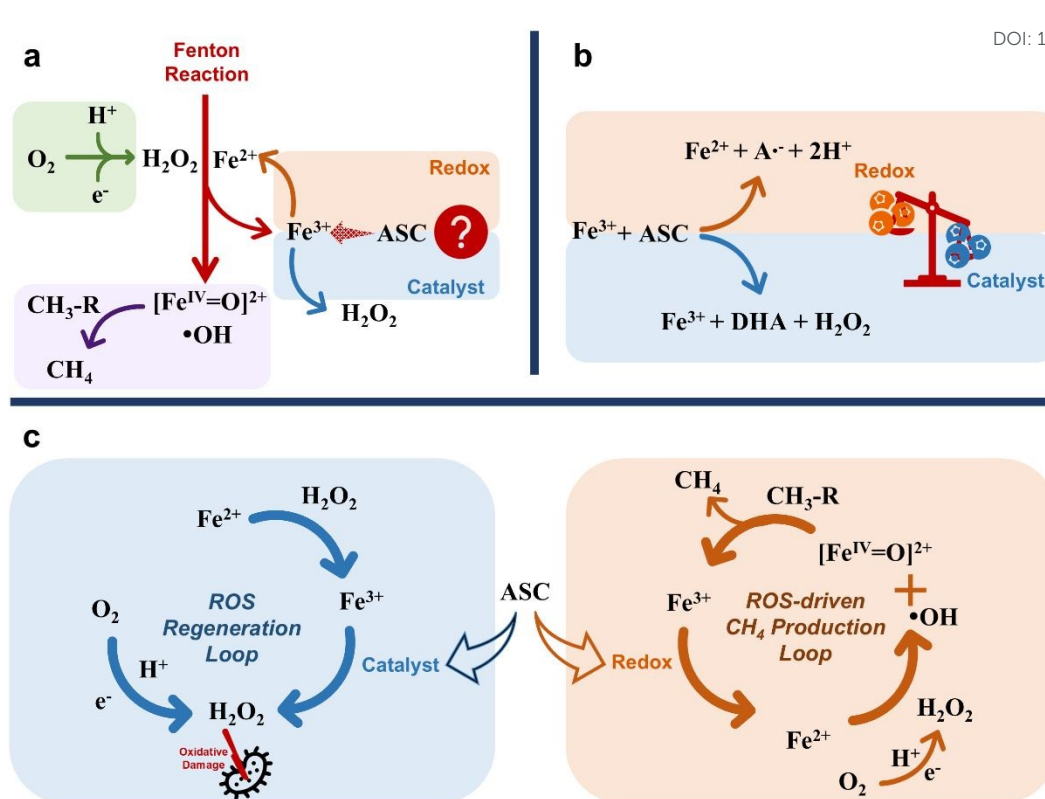 DOI: 1
a
Fenton
Reaction
H⁺
O₂
e⁻
H₂O₂
Fe²⁺
Redox
Fe³⁺
ASC
?
Catalyst
H₂O₂
CH₃-R
[Feᴵⱽ=O]²⁺
•OH
CH₄
b
Fe²⁺ + A·⁻ + 2H⁺
Redox
Fe³⁺ + ASC
Catalyst
Fe³⁺ + DHA + H₂O₂
c
H₂O₂
Fe²⁺
Fe³⁺
O₂
ROS
Regeneration
Loop
H⁺
e⁻
H₂O₂
Oxidative
Damage
Catalyst
ASC
Redox
CH₄
CH₃-R
[Feᴵⱽ=O]²⁺
+
•OH
Fe³⁺
ROS-driven
CH₄ Production
Loop
Fe²⁺
H₂O₂
H⁺
e⁻
O₂